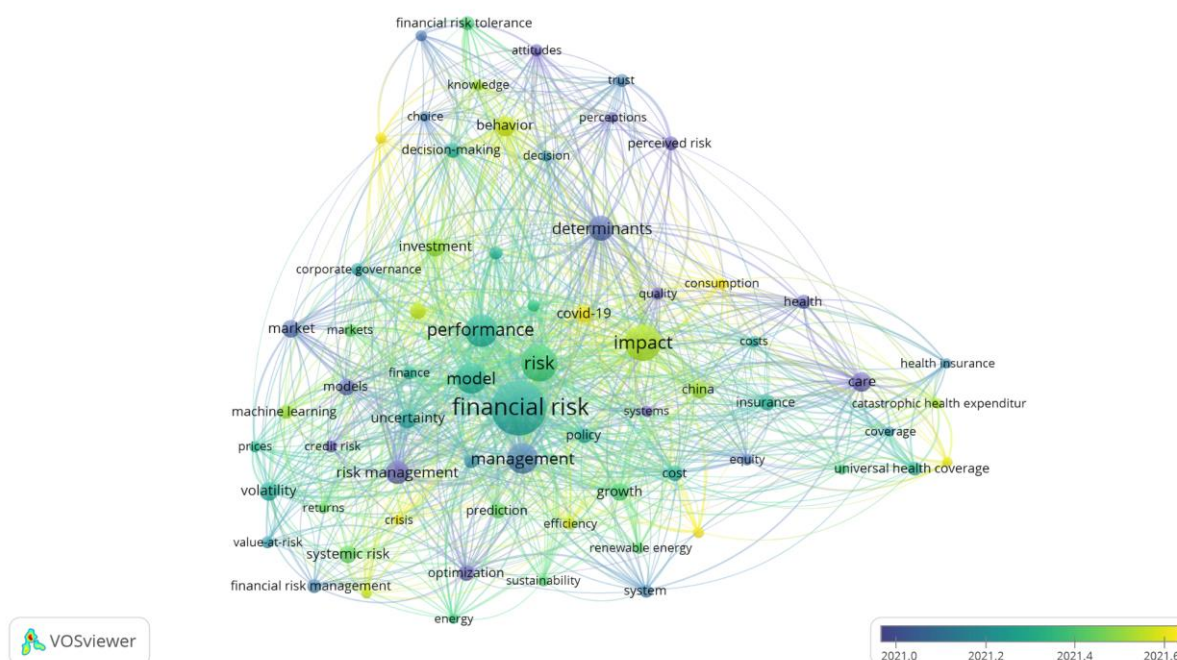 financial risk tolerance
attitudes
knowledge
trust
choice
behavior
perceptions
decision-making
decision
perceived risk
determinants
investment
corporate governance
quality
consumption
health
covid-19
market
markets
performance
impact
costs
risk
health insurance
finance
model
models
care
china
insurance
catastrophic health expenditur
machine learning
financial risk
systems
uncertainty
coverage
policy
prices
credit risk
management
equity
risk management
cost
universal health coverage
volatility
growth
returns
prediction
crisis
efficiency
value-at-risk
systemic risk
renewable energy
optimization
sustainability
financial risk management
system
energy
VOSviewer
2021.0 2021.2 2021.4 2021.6